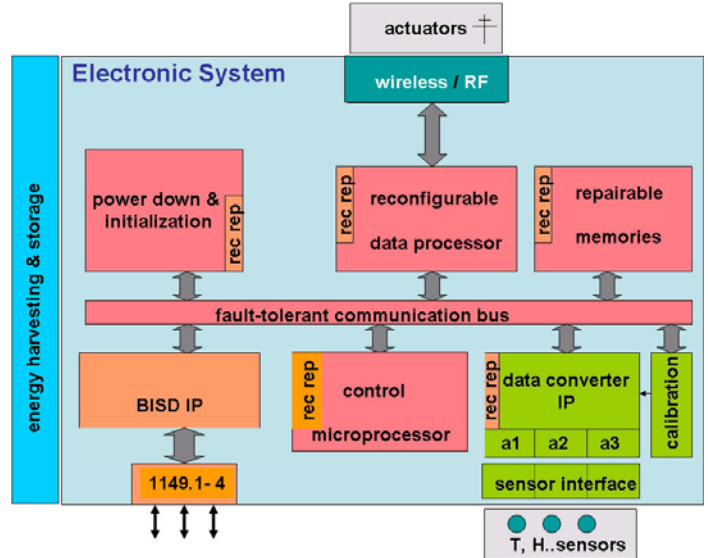 actuators
Electronic System
wireless / RF
energy harvesting & storage
power down &
initialization
rec rep
rec rep
reconfigurable
data processor
rec rep
repairable
memories
fault-tolerant communication bus
BISD IP
rec rep
control
microprocessor
rec rep
data converter
IP
a1 a2 a3
calibration
1149.1- 4
sensor interface
T, H..sensors